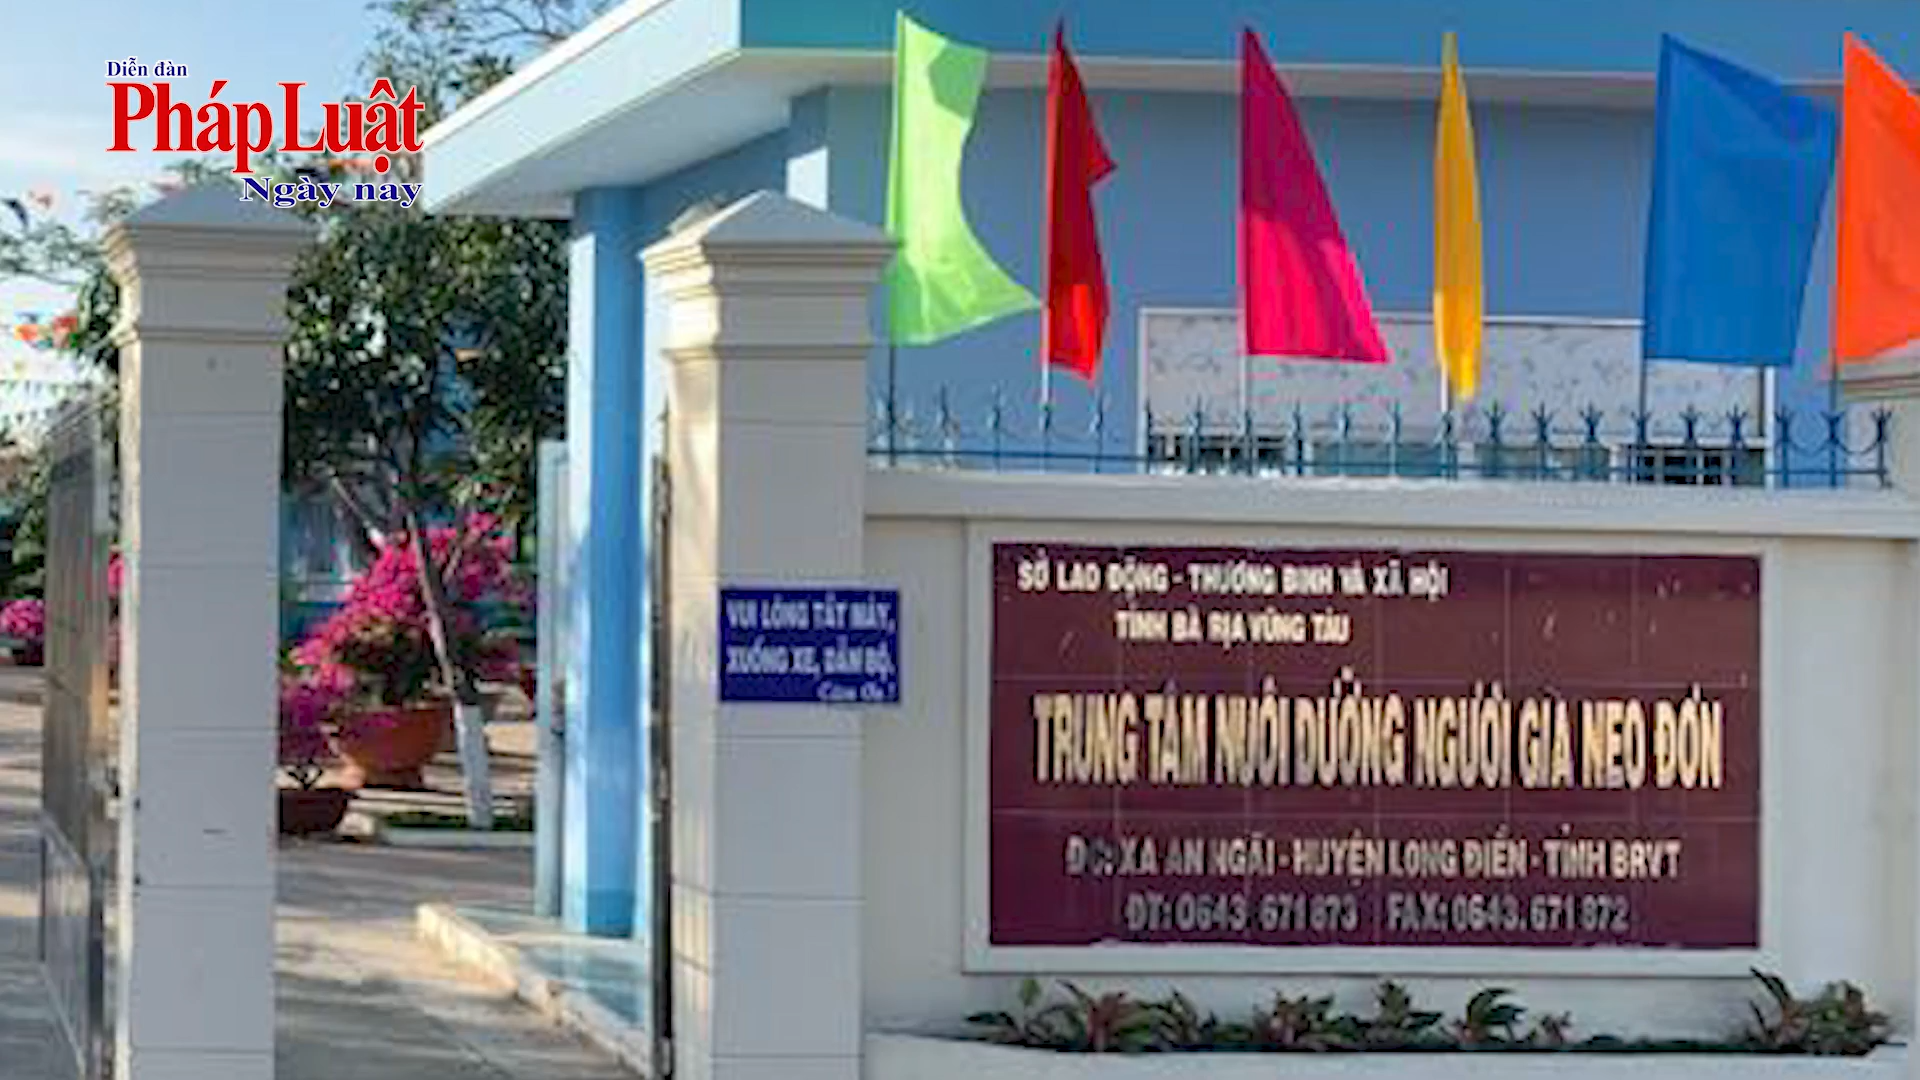 Diễn đàn
Pháp Luật
Ngày nay
VUI LÒNG TẮT MÁY,
XUỐNG XE, DẪN BỘ.
Cám Ơn !
SỞ LAO ĐỘNG - THƯƠNG BINH VÀ XÃ HỘI
TỈNH BÀ RỊA VŨNG TÀU
TRUNG TÂM NUÔI DƯỠNG NGƯỜI GIÀ NEO ĐƠN
ĐC: XÃ AN NGÃI - HUYỆN LONG ĐIỀN - TỈNH BRVT
ĐT: 0643.671873 FAX: 0643.671872